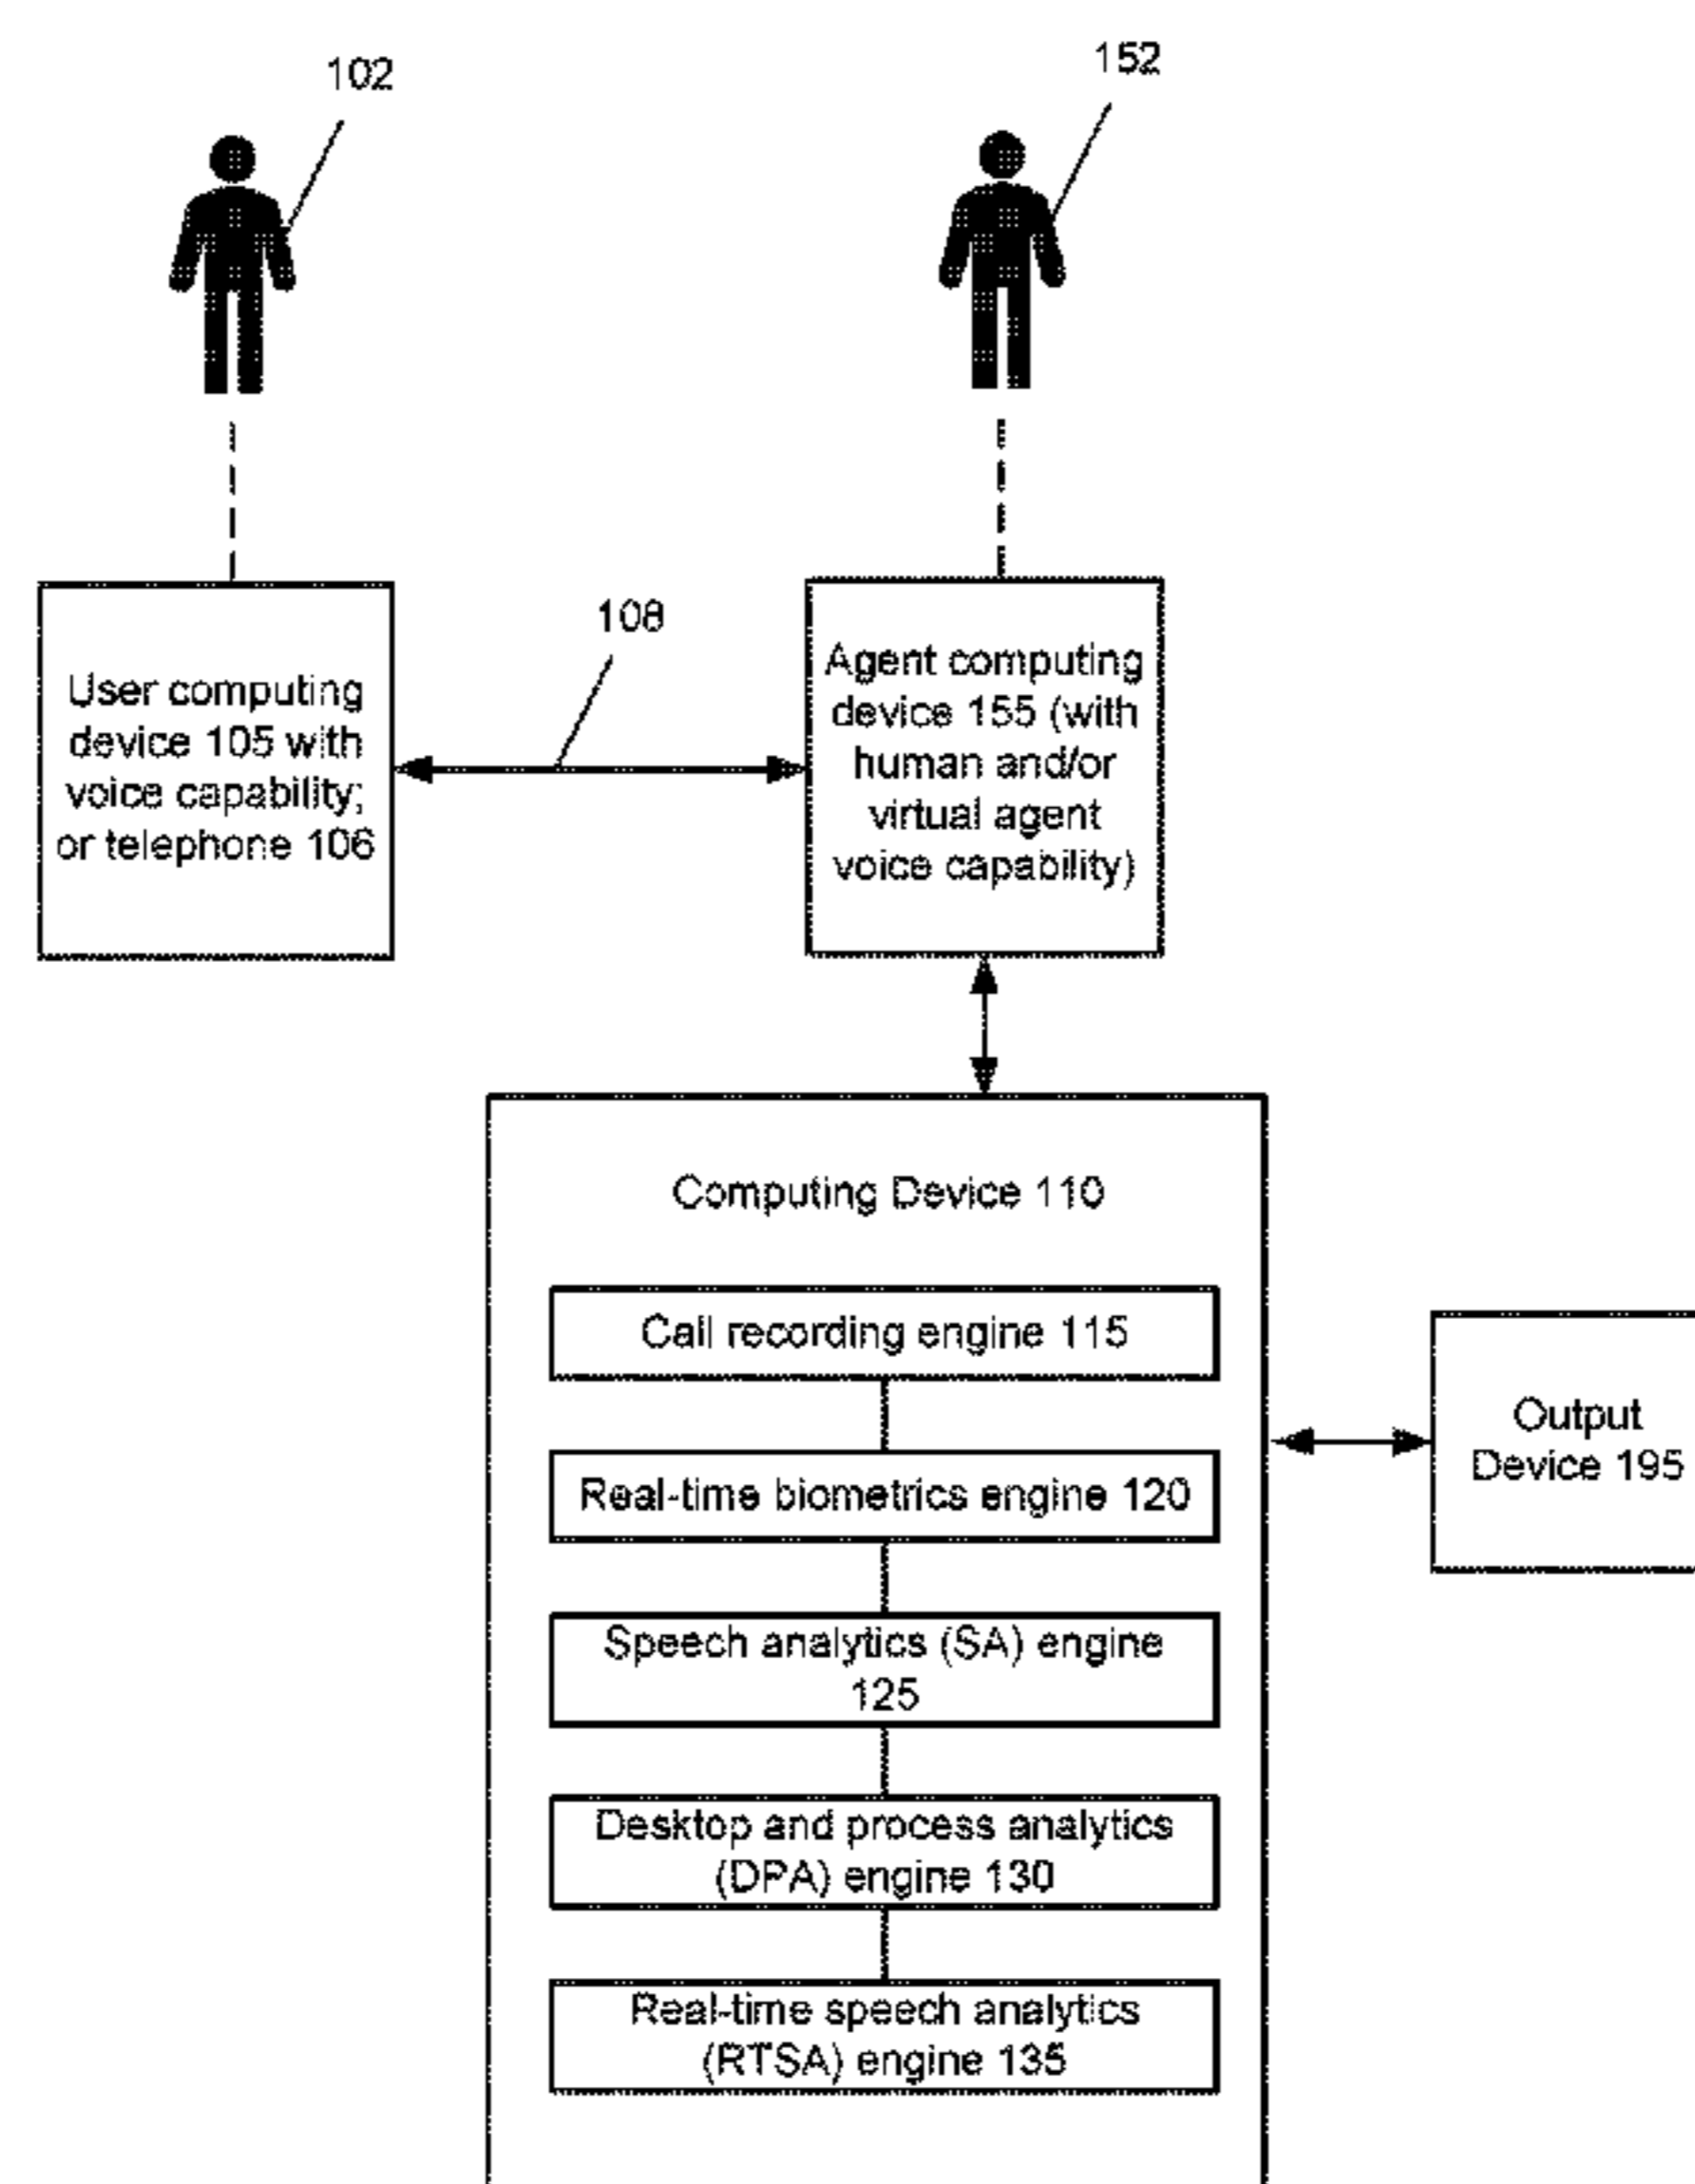 102
152
108
User computing
device 105 with
voice capability;
or telephone 106
Agent computing
device 155 (with
human and/or
virtual agent
voice capability)
Computing Device 110
Call recording engine 115
Real-time biometrics engine 120
Speech analytics (SA) engine
125
Desktop and process analytics
(DPA) engine 130
Real-time speech analytics
(RTSA) engine 135
Output
Device 195